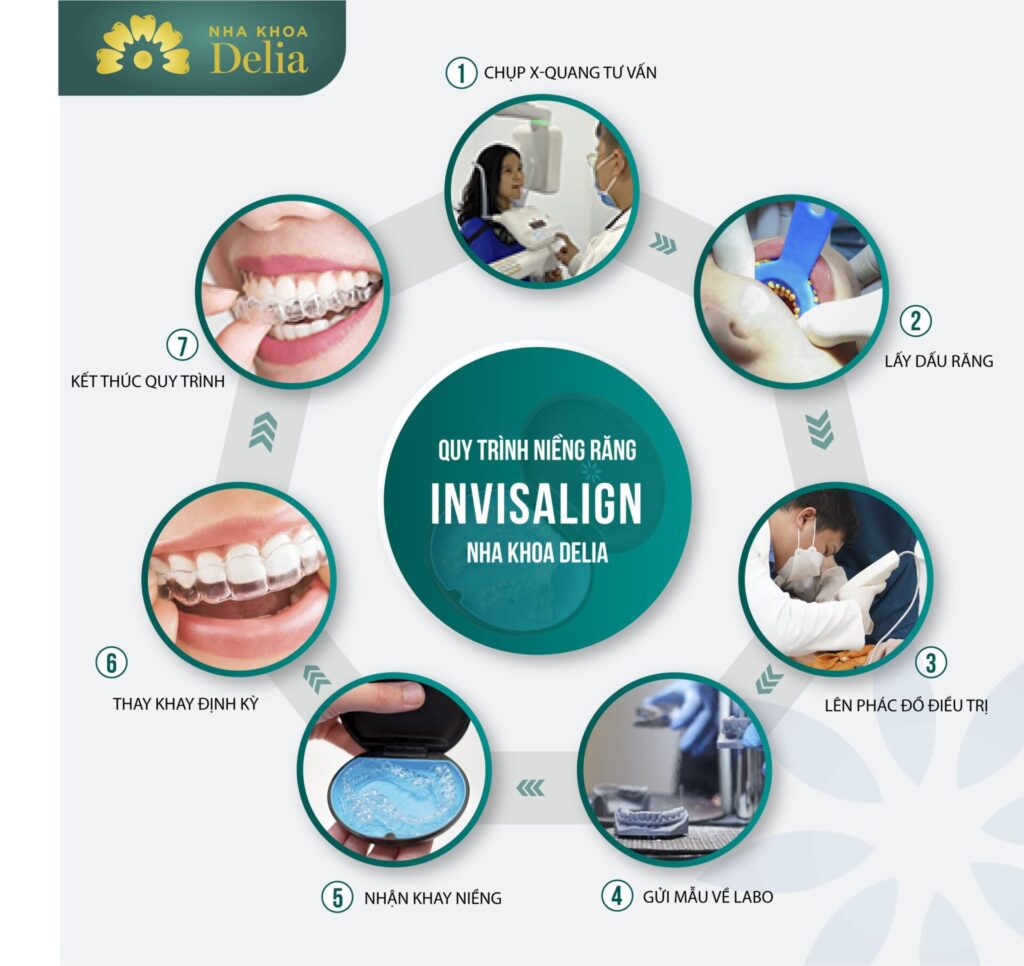 NHA KHOA
Delia
1 CHỤP X-QUANG TƯ VẤN
2
LẤY DẤU RĂNG
3
LÊN PHÁC ĐỒ ĐIỀU TRỊ
4 GỬI MẪU VỀ LABO
5 NHẬN KHAY NIỀNG
6
THAY KHAY ĐỊNH KỲ
7
KẾT THÚC QUY TRÌNH
QUY TRÌNH NIỀNG RĂNG
INVISALIGN
NHA KHOA DELIA